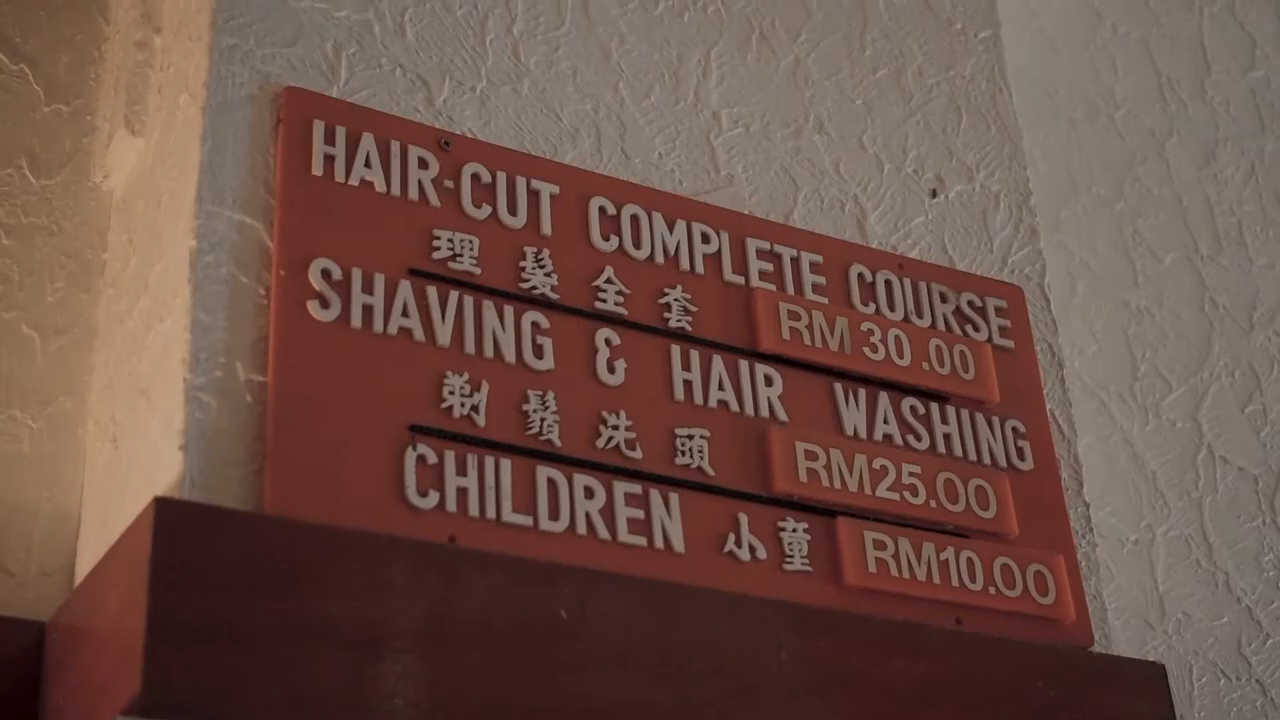 HAIR-CUT COMPLETE COURSE
理髮全套 RM 30.00
SHAVING & HAIR WASHING
剃鬚洗頭 RM25.00
CHILDREN 小童 RM10.00